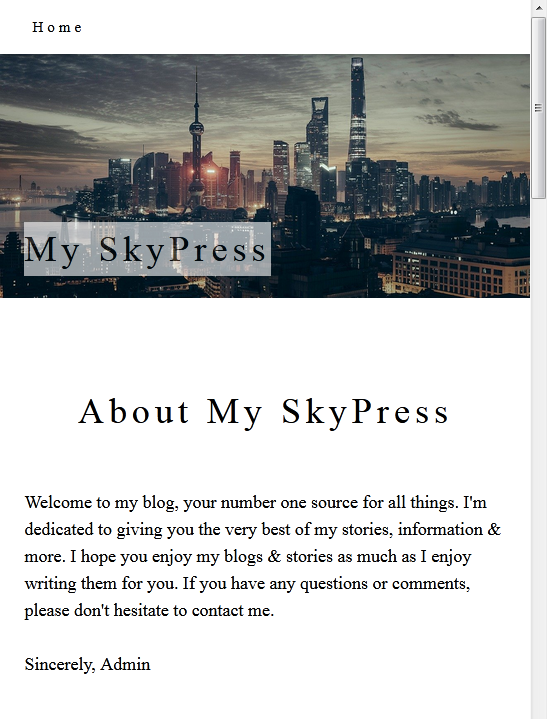 Home
My SkyPress
About My SkyPress
Welcome to my blog, your number one source for all things. I'm
dedicated to giving you the very best of my stories, information &
more. I hope you enjoy my blogs & stories as much as I enjoy
writing them for you. If you have any questions or comments,
please don't hesitate to contact me.
Sincerely, Admin